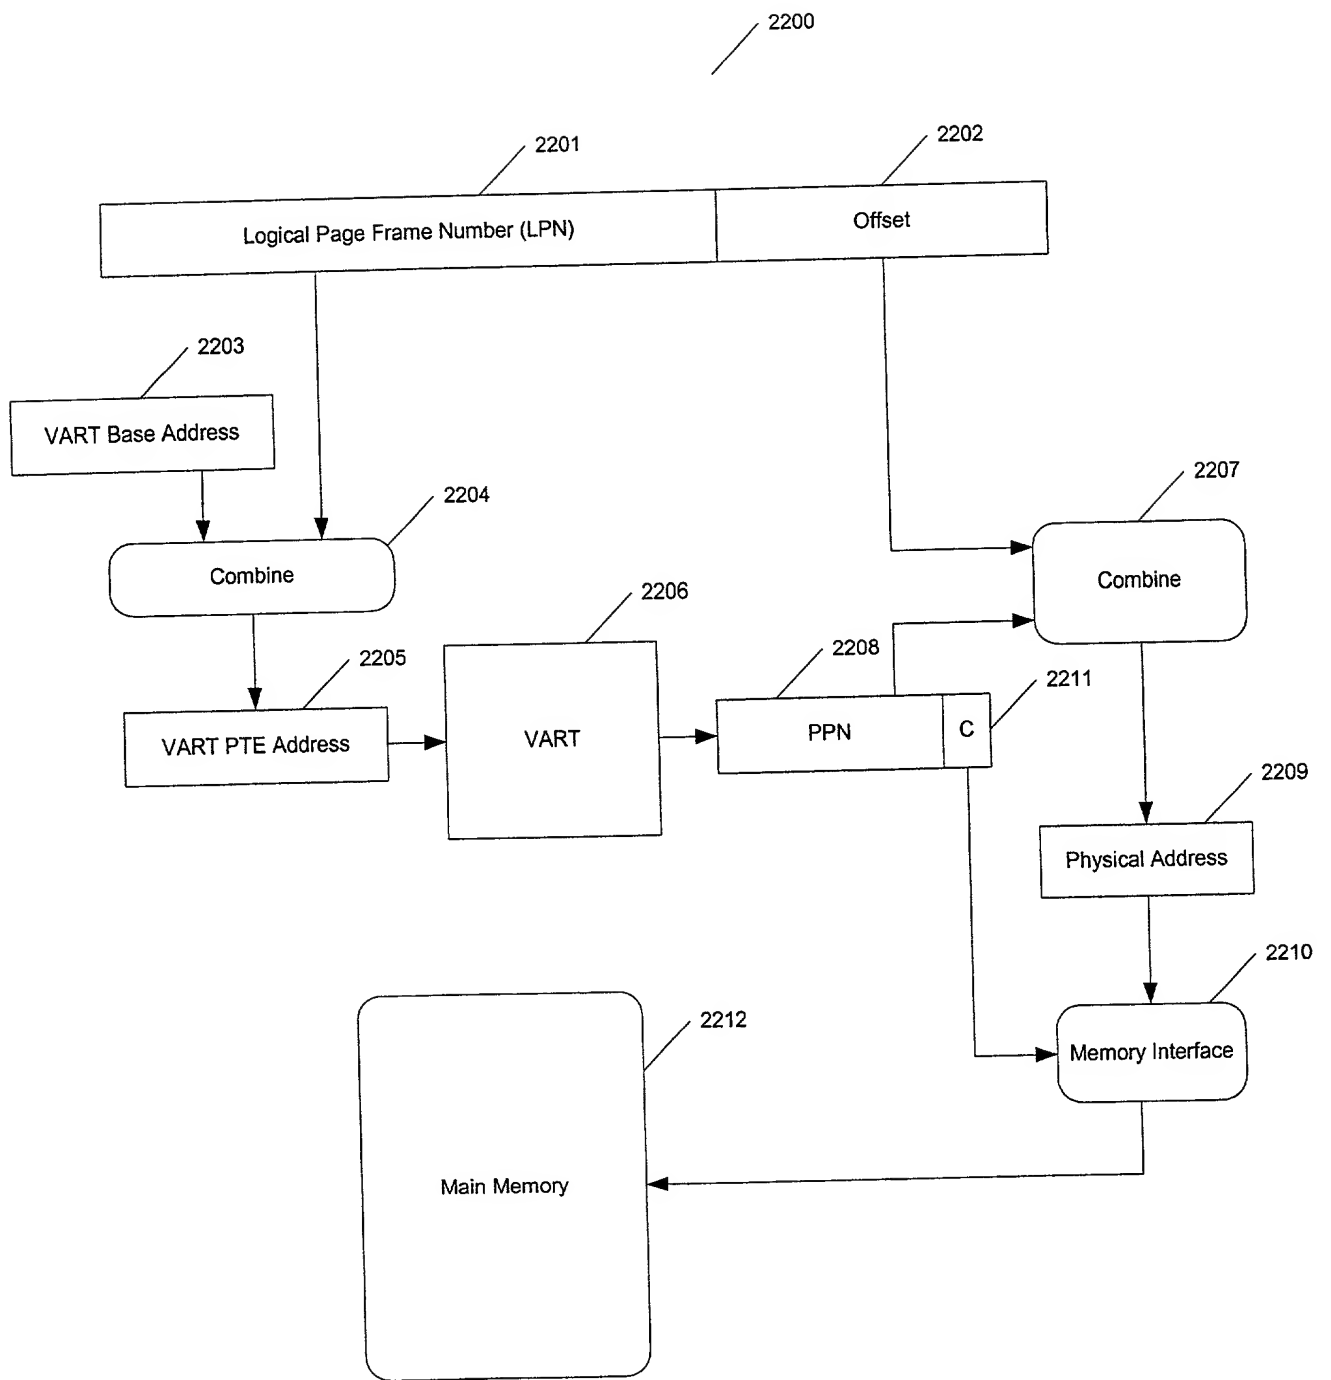 2200
2201
2202
Logical Page Frame Number (LPN)
Offset
2203
VART Base Address
2204
2207
Combine
Combine
2206
2205
2208
2211
VART PTE Address
VART
PPN
C
2209
Physical Address
2210
2212
Memory Interface
Main Memory